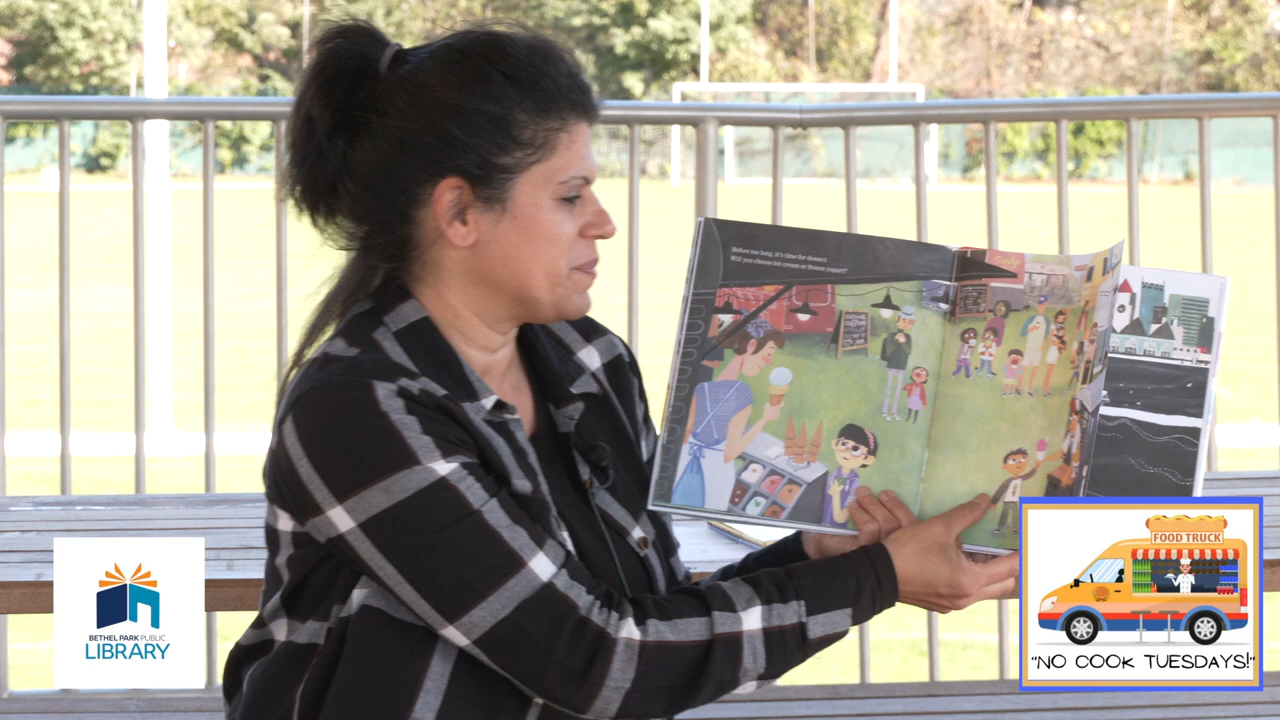 Before too long, it's time for dessert.
Will you choose ice cream or frozen yogurt?
BETHEL PARK PUBLIC
LIBRARY
FOOD TRUCK
"NO COOK TUESDAYS!"